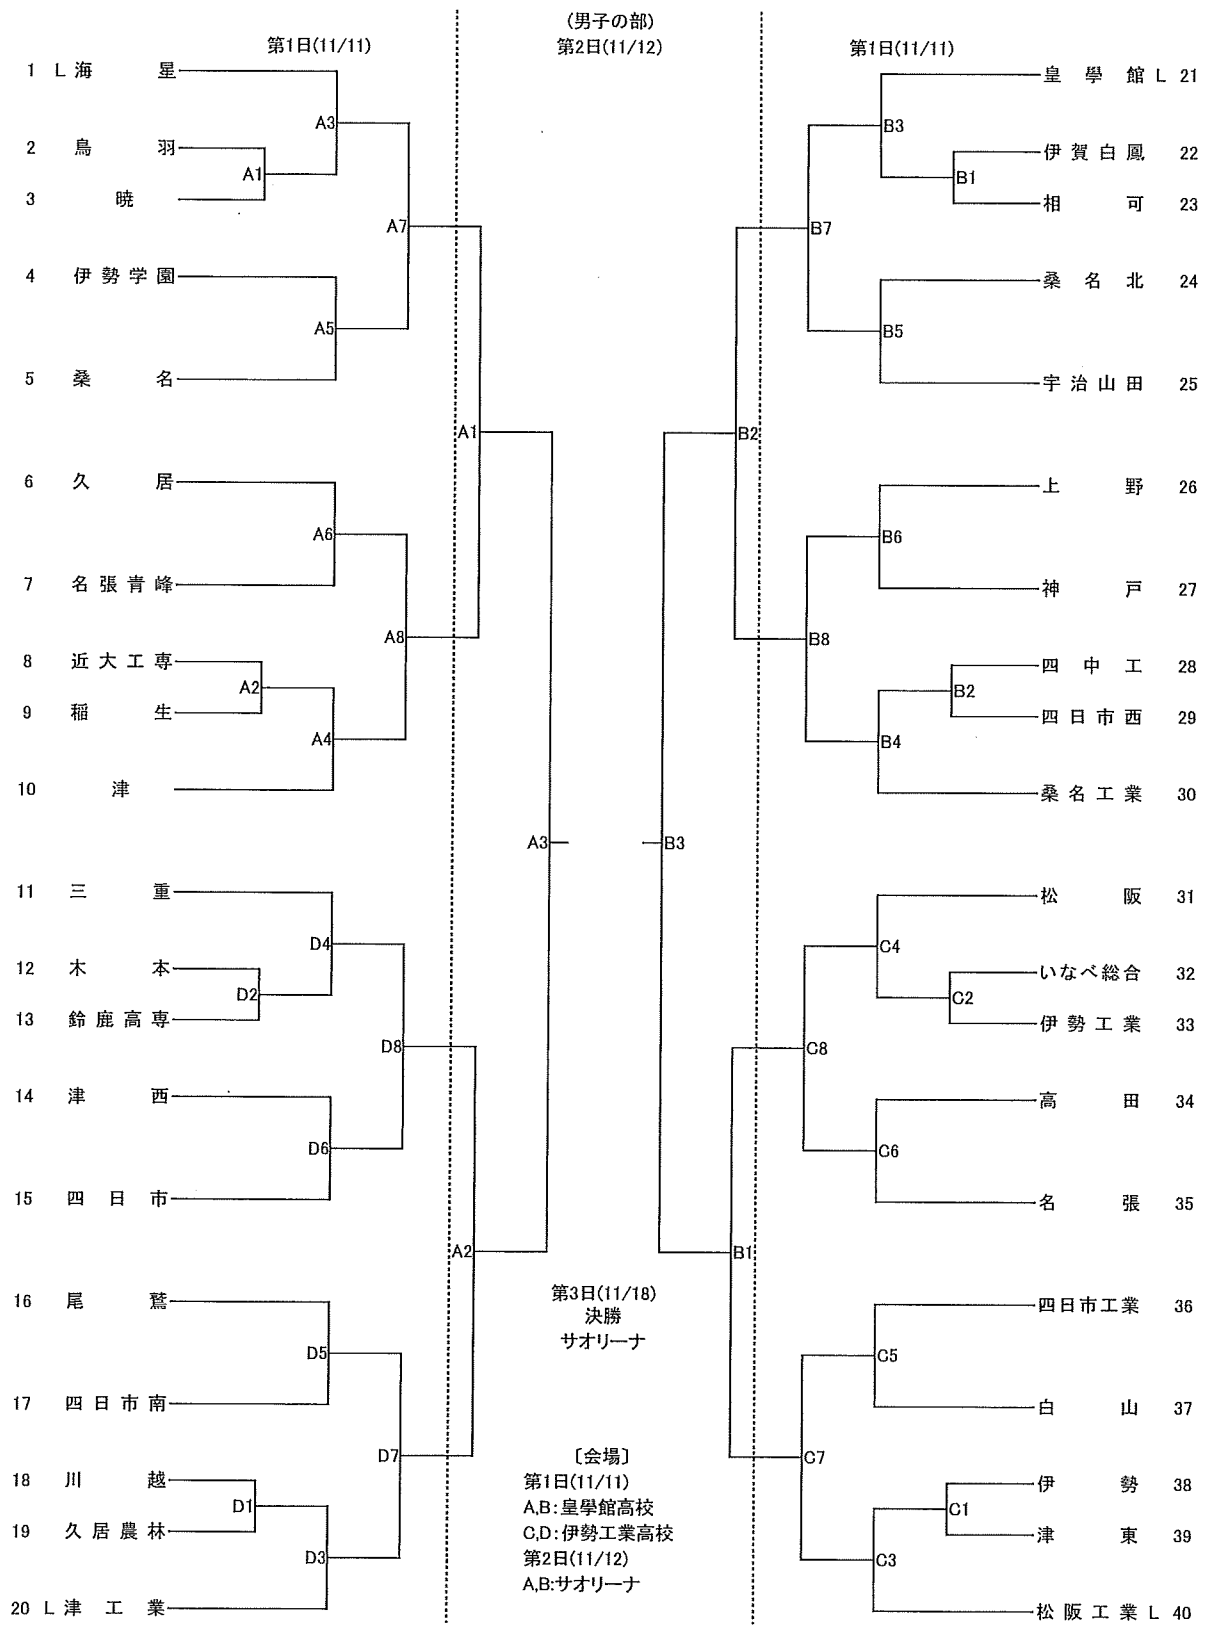 (男子の部)
第1日(11/11)
第2日(11/12)
第1日(11/11)
1 L 海星
2 鳥羽
3 暁
4 伊勢学園
5 桑名
6 久居
7 名張青峰
8 近大工専
9 稲生
10 津
11 三重
12 木本
13 鈴鹿高専
14 津西
15 四日市
16 尾鷲
17 四日市南
18 川越
19 久居農林
20 L 津工業
A3
A1
A7
A5
A1
A6
A8
A2
A4
A3
D4
D2
D8
D6
A2
D5
D7
D1
D3
皇學館 L 21
伊賀白鳳 22
相可 23
桑名北 24
宇治山田 25
上野 26
神戸 27
四中工 28
四日市西 29
桑名工業 30
松阪 31
いなべ総合 32
伊勢工業 33
高田 34
名張 35
四日市工業 36
白山 37
伊勢 38
津東 39
松阪工業 L 40
B3
B1
B7
B5
B2
B6
B8
B2
B4
B3
C4
C2
C8
C6
B1
C5
C7
C1
C3
第3日(11/18)
決勝
サオリーナ
〔会場〕
第1日(11/11)
A,B:皇學館高校
C,D:伊勢工業高校
第2日(11/12)
A,B:サオリーナ